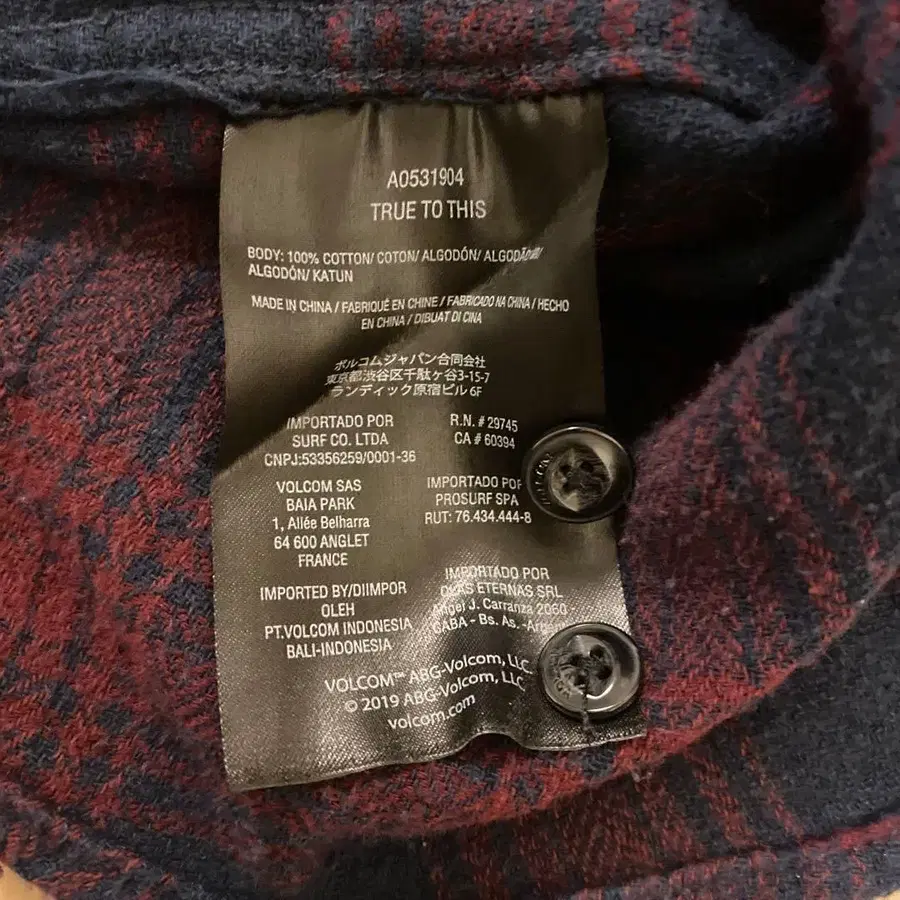 A0531904
TRUE TO THIS
BODY: 100% COTTON/ COTON/ ALGODÓN/ ALGODÃO/
ALGODÓN/ KATUN
MADE IN CHINA / FABRIQUÉ EN CHINE / FABRICADO NA CHINA / HECHO
EN CHINA / DIBUAT DI CINA
ボルコムジャパン合同会社
東京都渋谷区千駄ヶ谷3-15-7
ランディック原宿ビル 6F
IMPORTADO POR
SURF CO. LTDA
CNPJ:53356259/0001-36
R.N. # 29745
CA # 60394
VOLCOM SAS
BAIA PARK
1, Allée Belharra
64 600 ANGLET
FRANCE
IMPORTADO POR
PROSURF SPA
RUT: 76.434.444-8
IMPORTED BY/DIIMPOR
OLEH
PT.VOLCOM INDONESIA
BALI-INDONESIA
IMPORTADO POR
OLAS ETERNAS SRL
Angel J. Carranza 2060
CABA - Bs. As.
VOLCOM™ ABG-Volcom, LLC.
© 2019 ABG-Volcom, LLC.
volcom.com